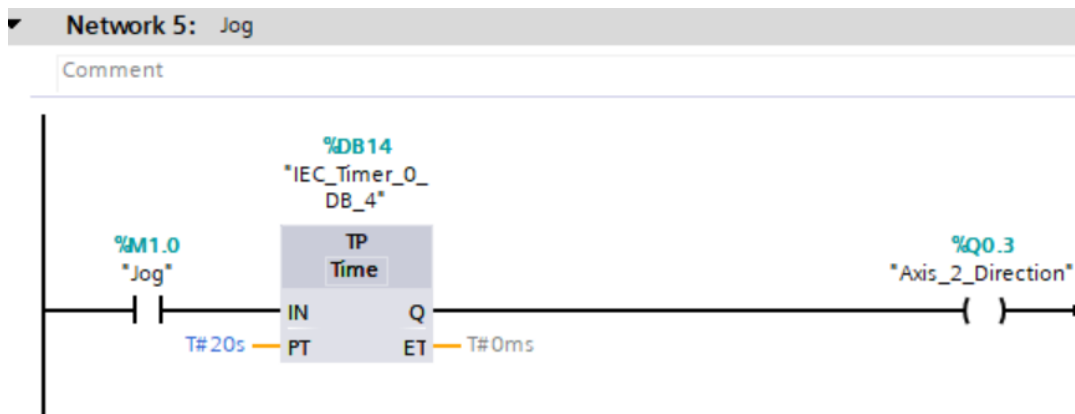 Network 5: Jog
Comment
%DB14
"IEC_Timer_0_
DB_4"
%M1.0
"Jog"
TP
Time
%Q0.3
"Axis_2_Direction"
IN Q
T#20s PT ET T#0ms